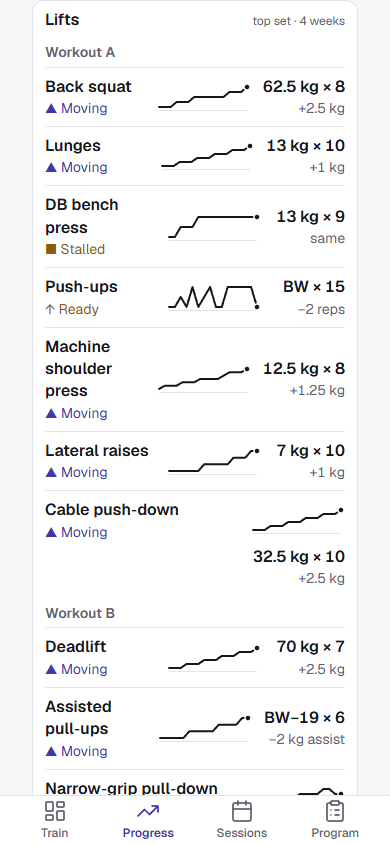 Lifts
top set · 4 weeks
Workout A
Back squat
62.5 kg × 8
▲ Moving
+2.5 kg
Lunges
13 kg × 10
▲ Moving
+1 kg
DB bench
press
13 kg × 9
■ Stalled
same
Push-ups
BW × 15
↑ Ready
−2 reps
Machine
shoulder
press
12.5 kg × 8
+1.25 kg
▲ Moving
Lateral raises
7 kg × 10
▲ Moving
+1 kg
Cable push-down
▲ Moving
32.5 kg × 10
+2.5 kg
Workout B
Deadlift
70 kg × 7
▲ Moving
+2.5 kg
Assisted
pull-ups
BW−19 × 6
−2 kg assist
▲ Moving
Narrow-grip pull-down
Train
Progress
Sessions
Program